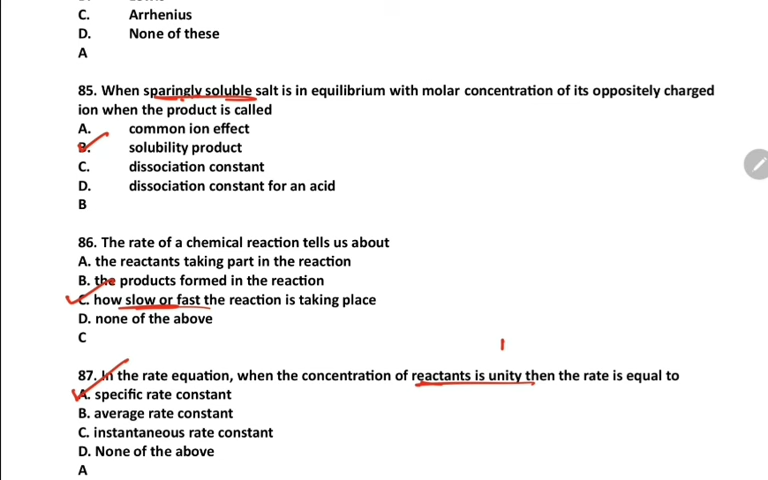 C. Arrhenius
D. None of these
A
85. When sparingly soluble salt is in equilibrium with molar concentration of its oppositely charged
ion when the product is called
A. common ion effect
B. solubility product
C. dissociation constant
D. dissociation constant for an acid
B
86. The rate of a chemical reaction tells us about
A. the reactants taking part in the reaction
B. the products formed in the reaction
C. how slow or fast the reaction is taking place
D. none of the above
C
87. In the rate equation, when the concentration of reactants is unity then the rate is equal to
A. specific rate constant
B. average rate constant
C. instantaneous rate constant
D. None of the above
A